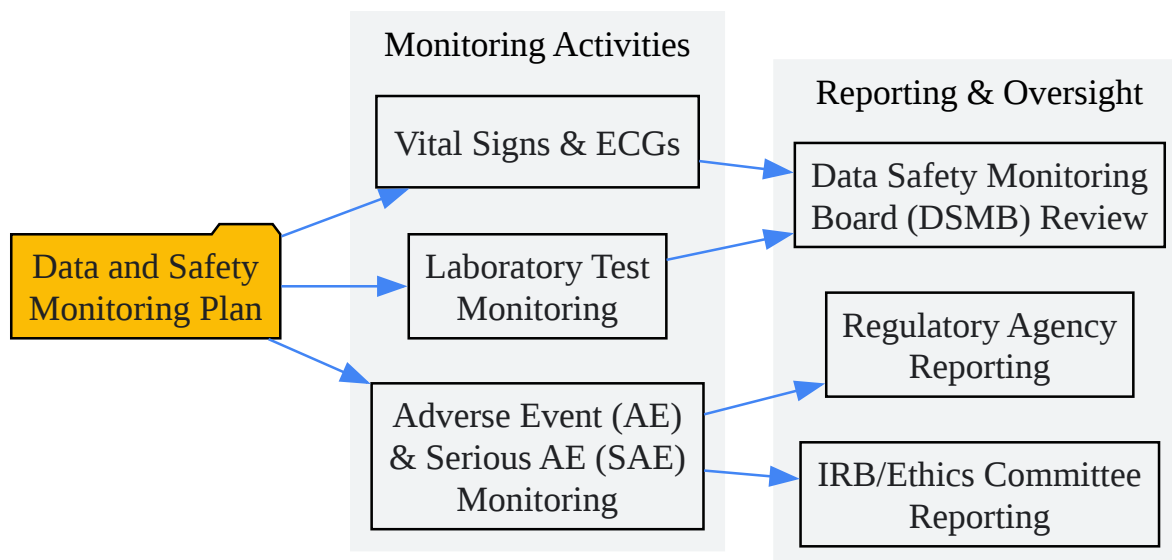 Monitoring Activities
Reporting & Oversight
Vital Signs & ECGs
Data Safety Monitoring
Board (DSMB) Review
Data and Safety
Monitoring Plan
Laboratory Test
Monitoring
Regulatory Agency
Reporting
Adverse Event (AE)
& Serious AE (SAE)
Monitoring
IRB/Ethics Committee
Reporting